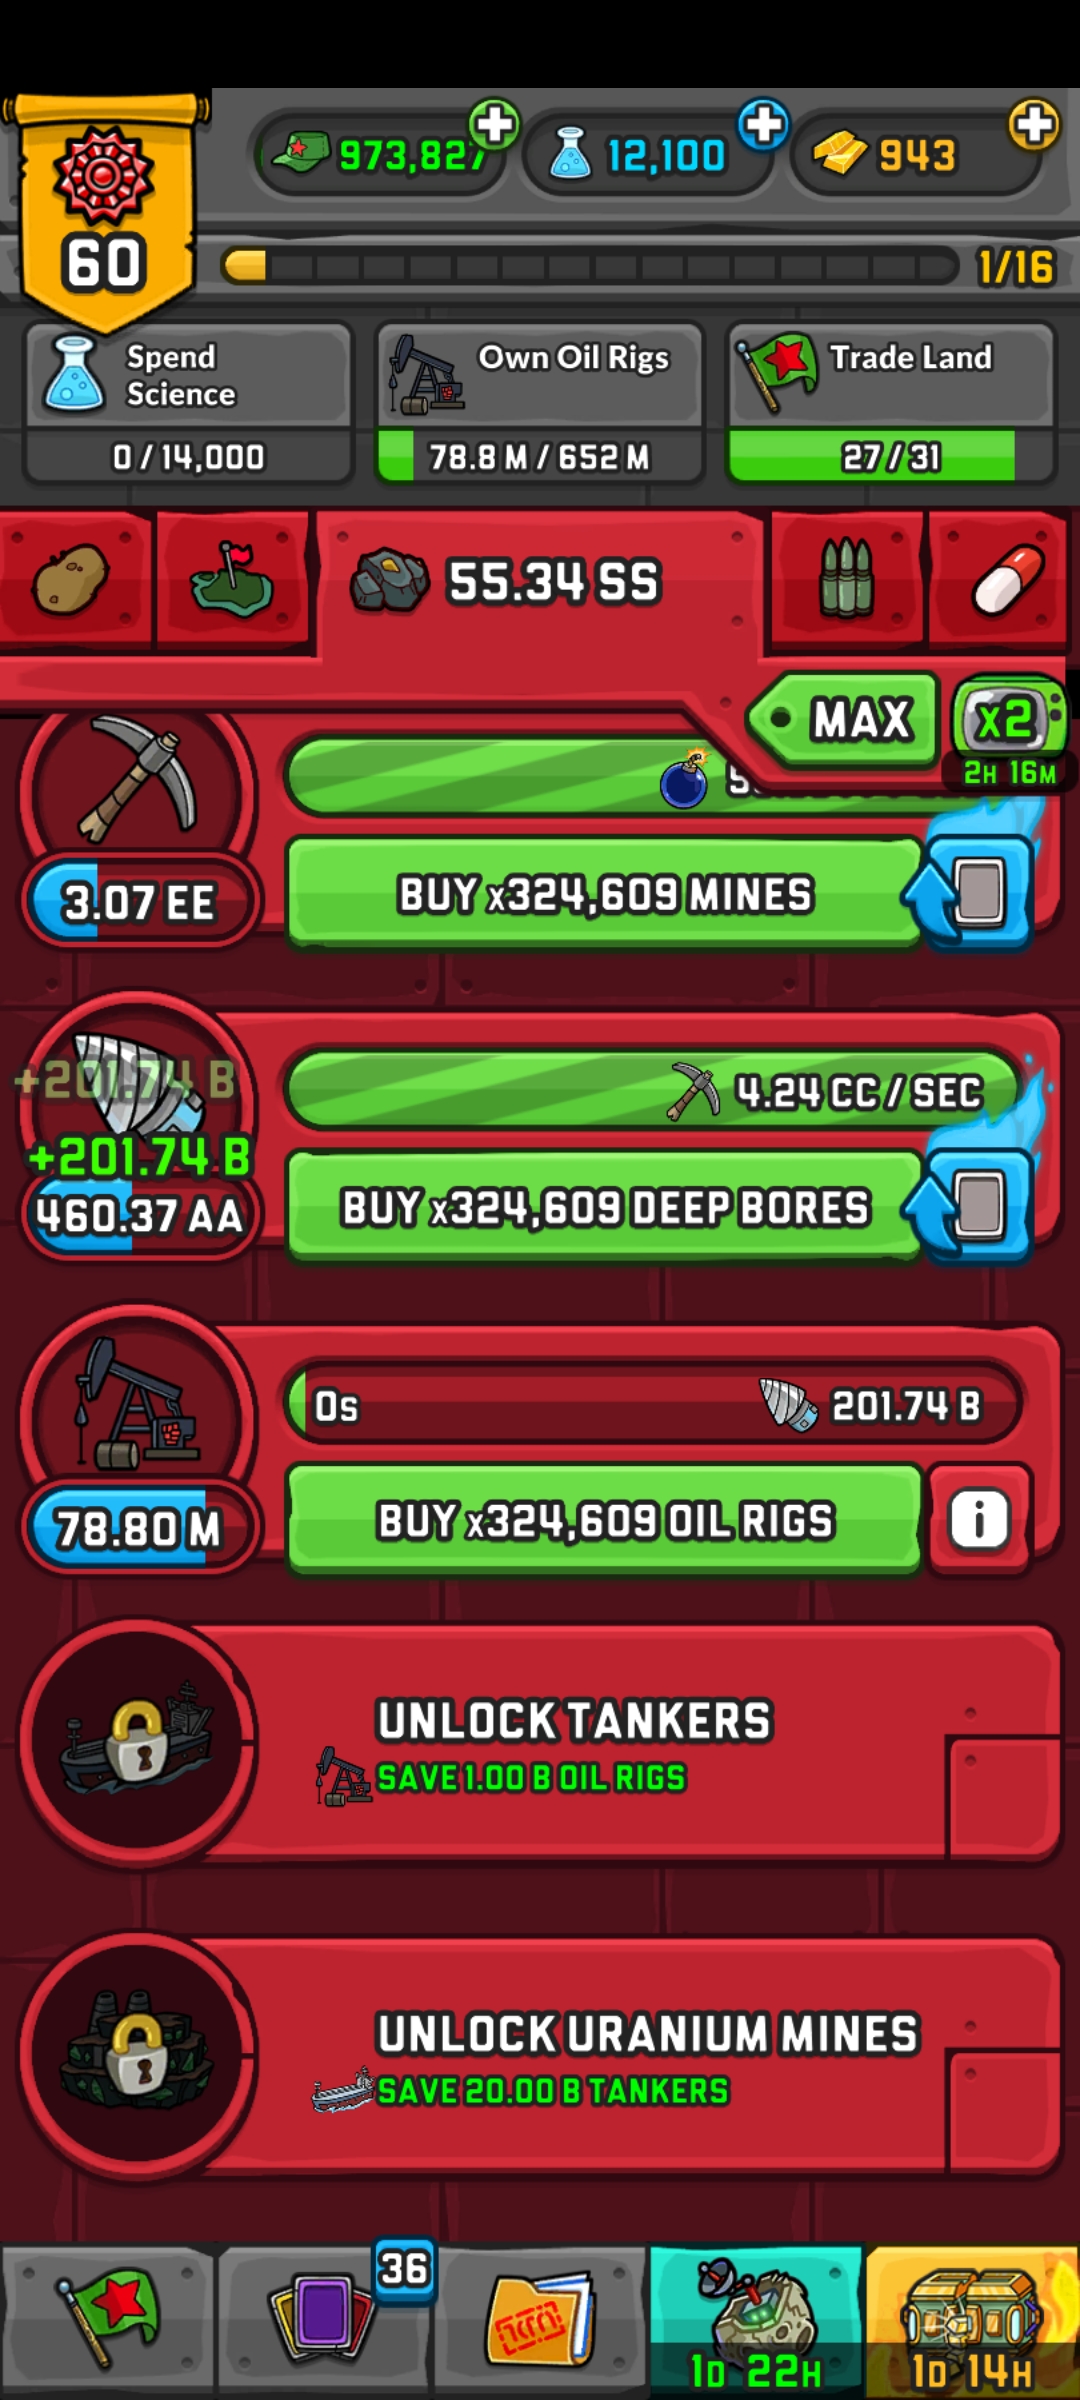 973,827
12,100
943
60
1/16
Spend
Science
0/14,000
Own Oil Rigs
78.8 M / 652 M
Trade Land
27/31
55.34 SS
MAX
x2
2H 16M
3.07 EE
BUY x324,609 MINES
+201.74 B
+201.74 B
460.37 AA
4.24 CC / SEC
BUY x324,609 DEEP BORES
0s
201.74 B
78.80 M
BUY x324,609 OIL RIGS
i
UNLOCK TANKERS
SAVE 1.00 B OIL RIGS
UNLOCK URANIUM MINES
SAVE 20.00 B TANKERS
36
1D 22H
1D 14H